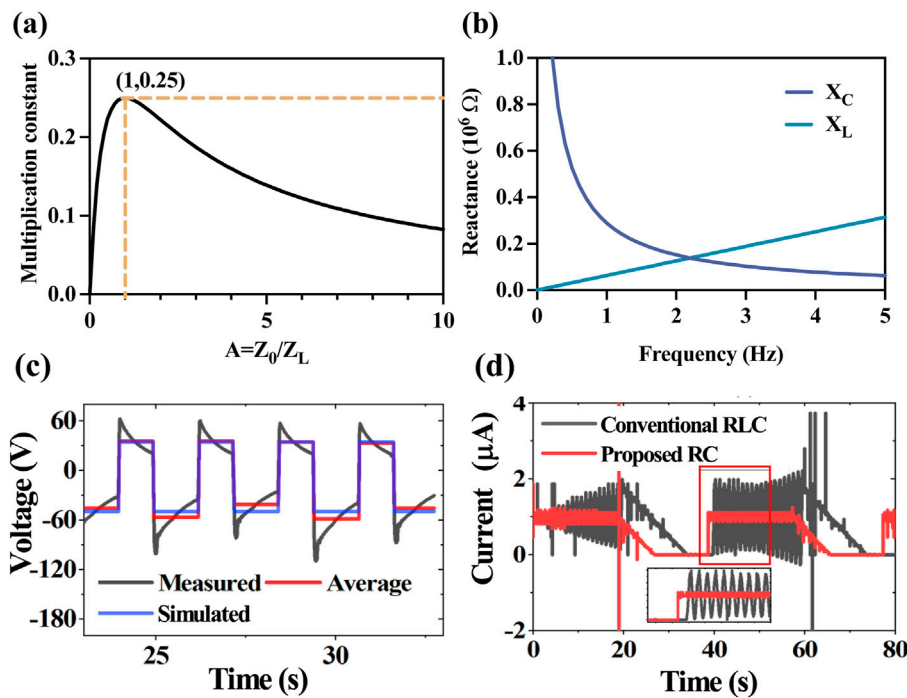 (a)
Multiplication constant
0.3
0.2
0.1
0.0
(1,0.25)
0 5 10
A=Z0/ZL
(b)
Reactance (10^6 Ω)
1.0
0.8
0.6
0.4
0.2
0.0
XC
XL
0 1 2 3 4 5
Frequency (Hz)
(c)
Voltage (V)
60
0
-60
-110
-180
Measured Average
Simulated
25 30
Time (s)
(d)
Current (μA)
4
2
0
-2
Conventional RLC
Proposed RC
0 20 40 60 80
Time (s)